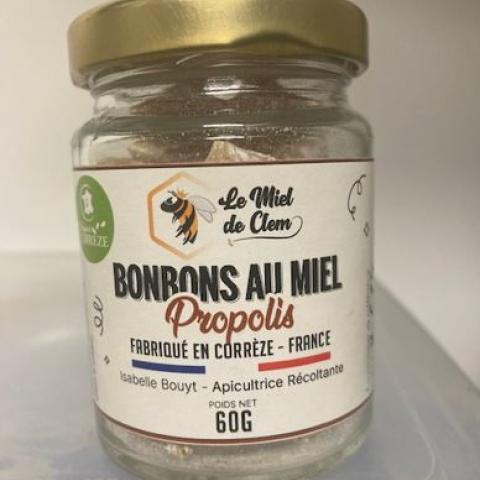 Le Miel
de Clem
BONBONS AU MIEL
Propolis
FABRIQUÉ EN CORRÈZE - FRANCE
Isabelle Bouyt - Apicultrice Récoltante
POIDS NET
60G